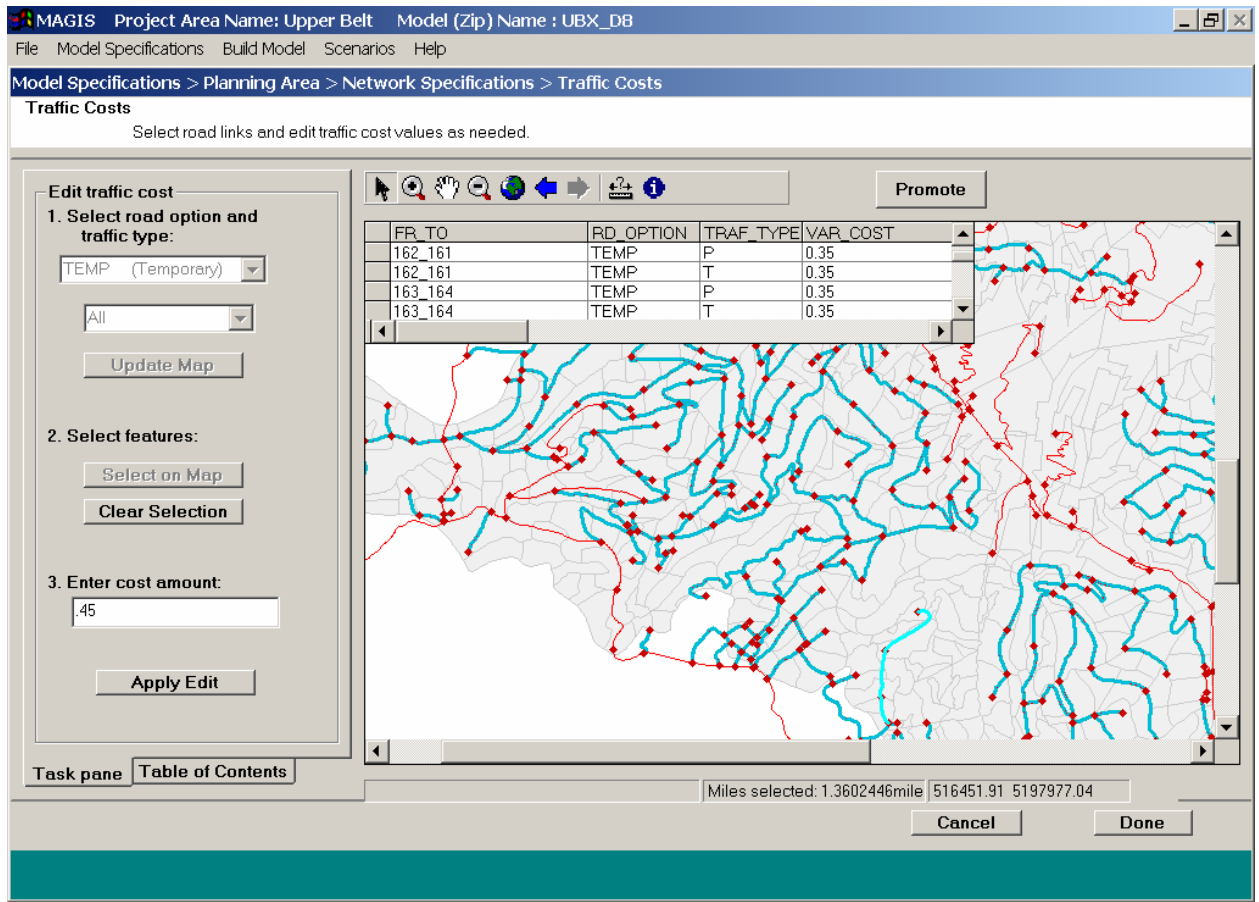 MAGIS Project Area Name: Upper Belt Model (Zip) Name : UBX_D8
File Model Specifications Build Model Scenarios Help
Model Specifications > Planning Area > Network Specifications > Traffic Costs
Traffic Costs
Select road links and edit traffic cost values as needed.
Edit traffic cost
1. Select road option and
traffic type:
TEMP (Temporary)
All
Update Map
2. Select features:
Select on Map
Clear Selection
3. Enter cost amount:
.45
Apply Edit
Task pane Table of Contents
Promote
FR_TO RD_OPTION TRAF_TYPE VAR_COST
162_161 TEMP P 0.35
162_161 TEMP T 0.35
163_164 TEMP P 0.35
163_164 TEMP T 0.35
Miles selected: 1.3602446mile 516451.91 5197977.04
Cancel Done